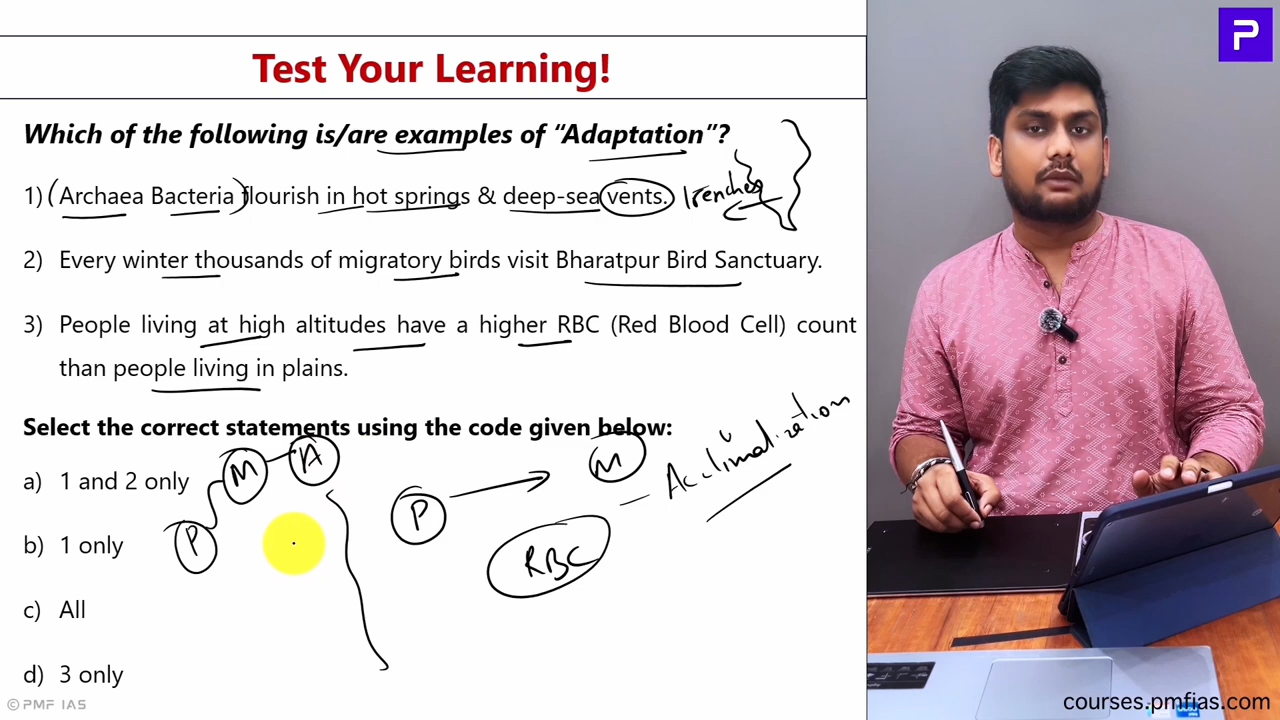 P
Test Your Learning!
Which of the following is/are examples of “Adaptation”?
1) (Archaea Bacteria) flourish in hot springs & deep-sea vents. trenches
2) Every winter thousands of migratory birds visit Bharatpur Bird Sanctuary.
3) People living at high altitudes have a higher RBC (Red Blood Cell) count
than people living in plains.
Select the correct statements using the code given below:
a) 1 and 2 only
M A
P M
Acclimatization
b) 1 only
P
RBC
c) All
d) 3 only
© PMF IAS
courses.pmfias.com